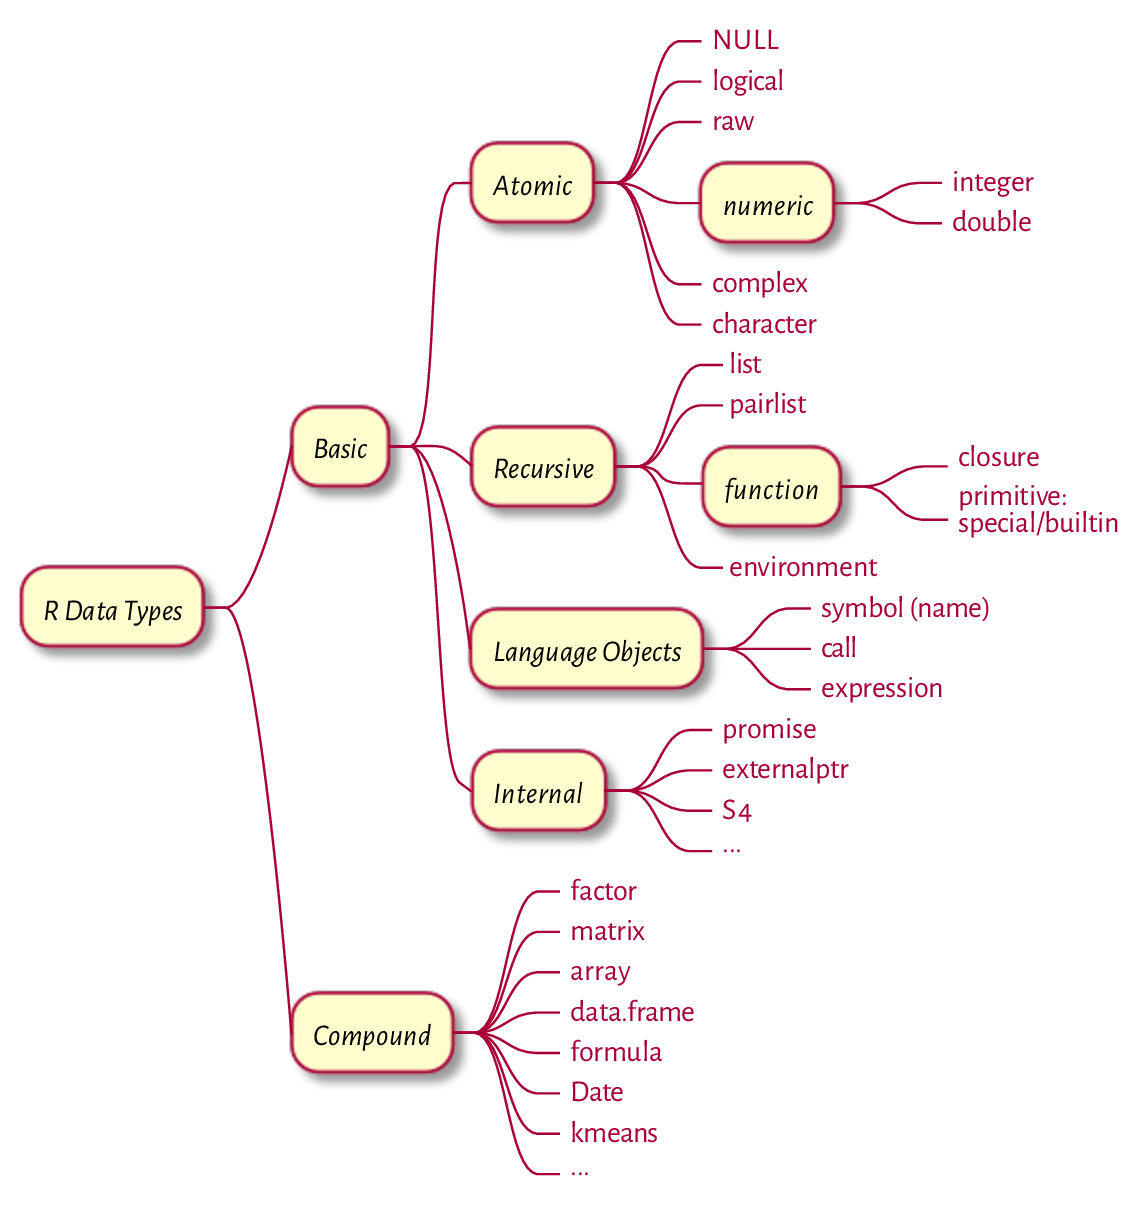 R Data Types
Basic
Atomic
NULL
logical
raw
numeric
integer
double
complex
character
Recursive
list
pairlist
function
closure
primitive:
special/builtin
environment
Language Objects
symbol (name)
call
expression
Internal
promise
externalptr
S4
...
Compound
factor
matrix
array
data.frame
formula
Date
kmeans
...